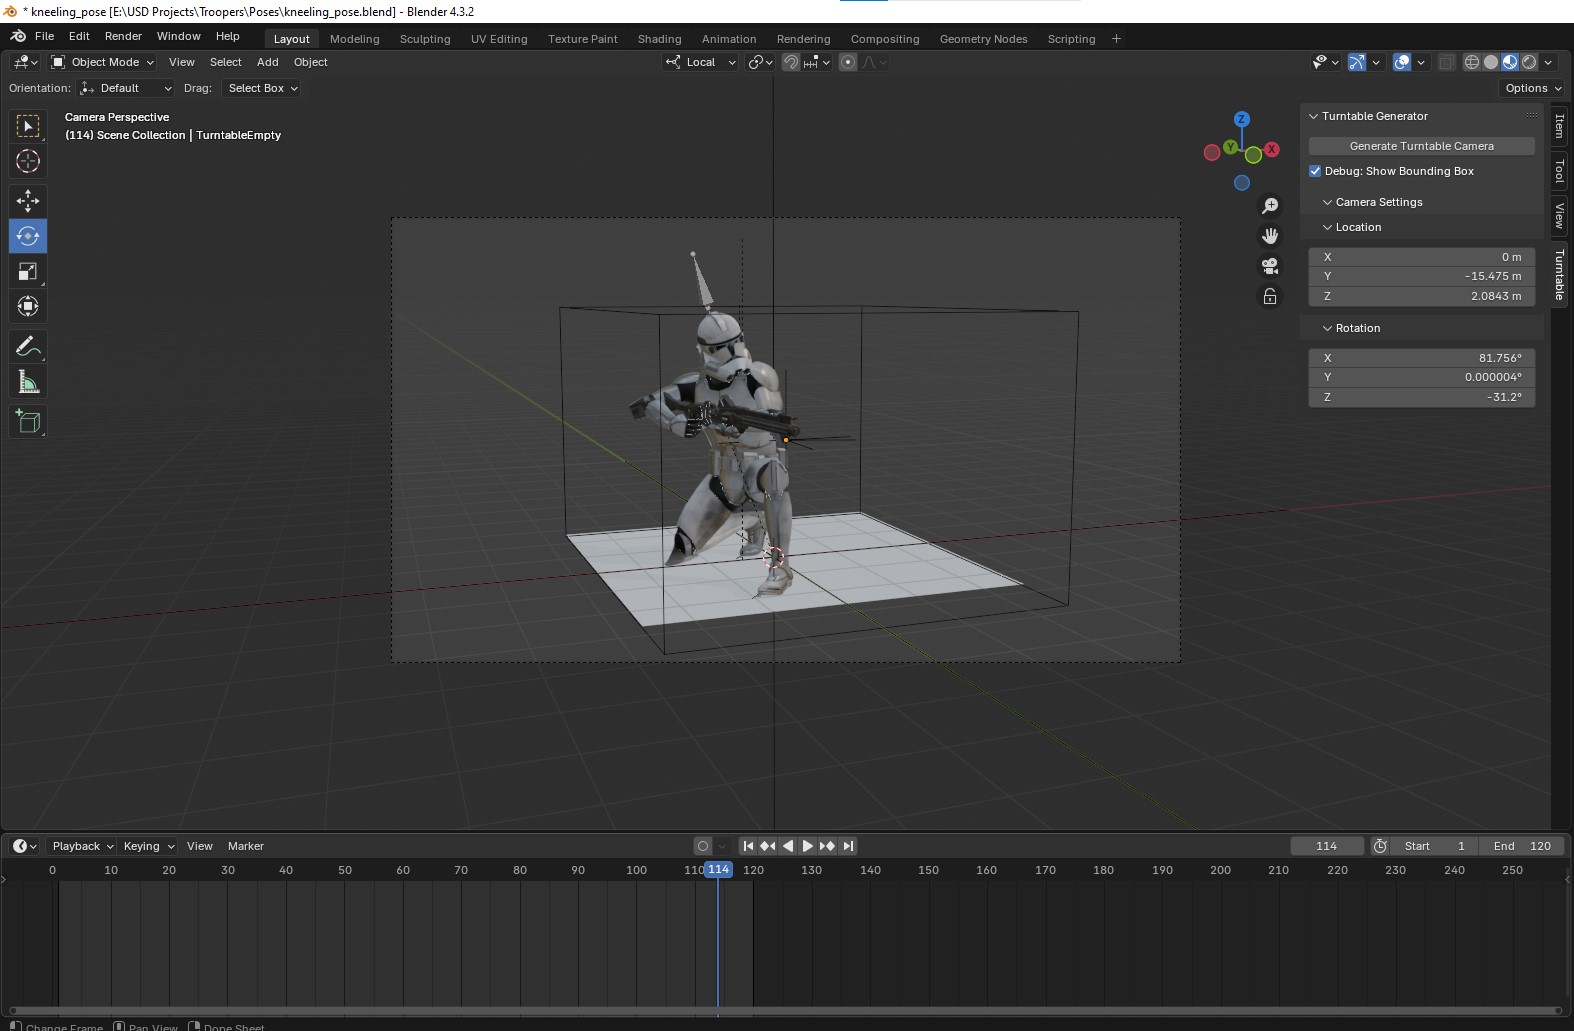 * kneeling_pose [E:\USD Projects\Troopers\Poses\kneeling_pose.blend] - Blender 4.3.2
File Edit Render Window Help Layout Modeling Sculpting UV Editing Texture Paint Shading Animation Rendering Compositing Geometry Nodes Scripting +
Object Mode View Select Add Object Local
Orientation: Default Drag: Select Box Options
Camera Perspective
(114) Scene Collection | TurntableEmpty
Z
Y
X
Turntable Generator
Generate Turntable Camera
Debug: Show Bounding Box
Camera Settings
Location
X 0 m
Y -15.475 m
Z 2.0843 m
Rotation
X 81.756°
Y 0.000004°
Z -31.2°
Item
Tool
View
Turntable
Playback Keying View Marker 114 Start 1 End 120
0 10 20 30 40 50 60 70 80 90 100 110 114 120 130 140 150 160 170 180 190 200 210 220 230 240 250
Change Frame Pan View Dope Sheet